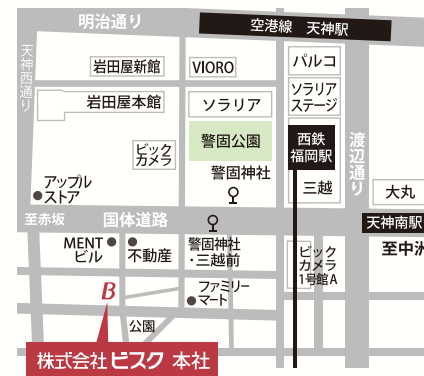 明治通り
空港線 天神駅
天神西通り
岩田屋新館
VIORO
パルコ
岩田屋本館
ソラリア
ソラリア
ステージ
ビック
カメラ
警固公園
西鉄
福岡駅
渡辺通り
警固神社
アップル
ストア
三越
大丸
至赤坂
国体道路
天神南駅
MENT
ビル
不動産
警固神社
・三越前
ビック
カメラ
1号館A
至中洲
B
ファミリー
マート
公園
株式会社 ビスク 本社